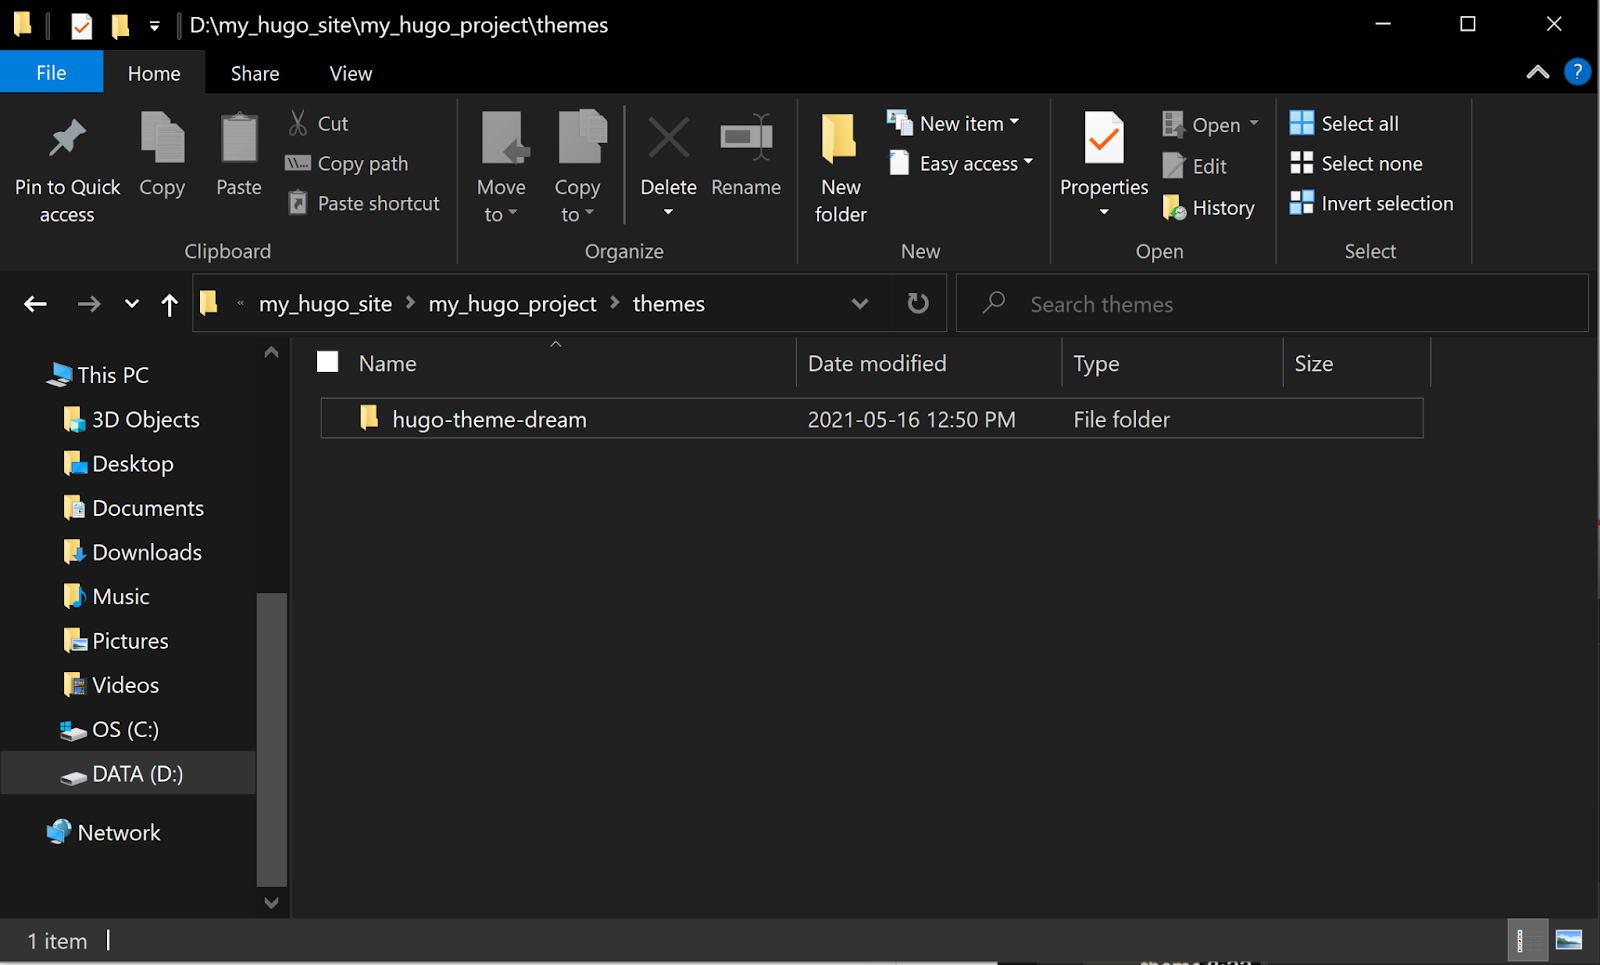 D:\my_hugo_site\my_hugo_project\themes
File Home Share View
?
Pin to Quick access
Copy
Paste
Cut
Copy path
Paste shortcut
Clipboard
Move to
Copy to
Delete
Rename
Organize
New folder
New item
Easy access
New
Properties
Open
Edit
History
Open
Select all
Select none
Invert selection
Select
« my_hugo_site > my_hugo_project > themes
Search themes
This PC
3D Objects
Desktop
Documents
Downloads
Music
Pictures
Videos
OS (C:)
DATA (D:)
Network
Name Date modified Type Size
hugo-theme-dream 2021-05-16 12:50 PM File folder
1 item